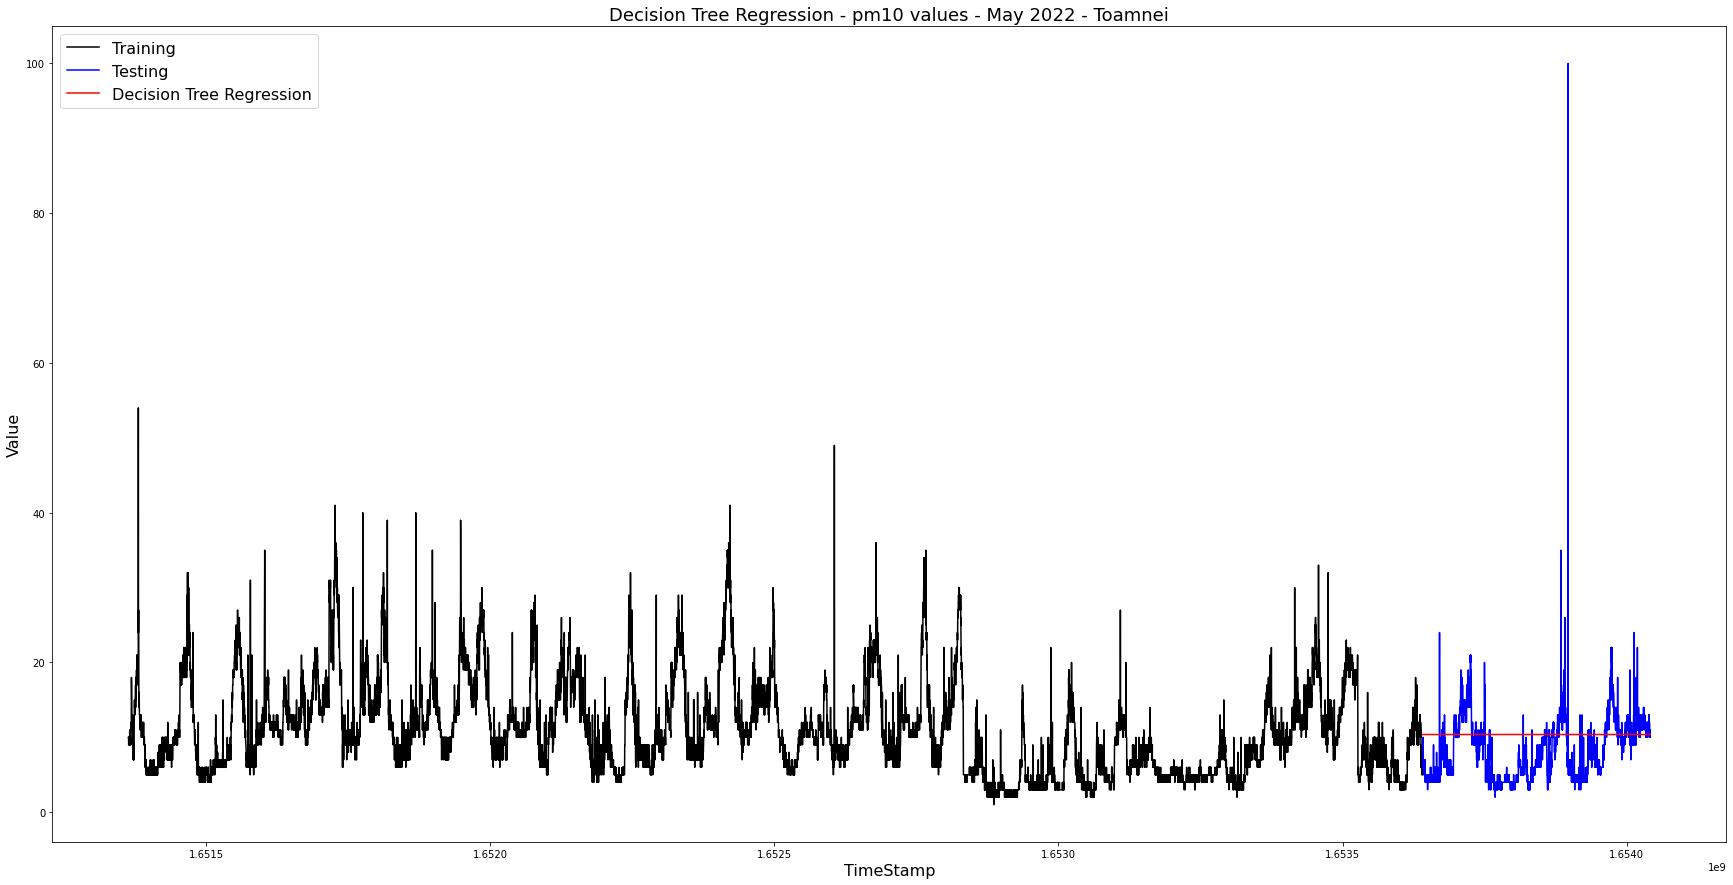 Decision Tree Regression - pm10 values - May 2022 - Toamnei
Training
Testing
Decision Tree Regression
100
80
60
40
20
0
Value
1.6515 1.6520 1.6525 1.6530 1.6535 1.6540
1e9
TimeStamp